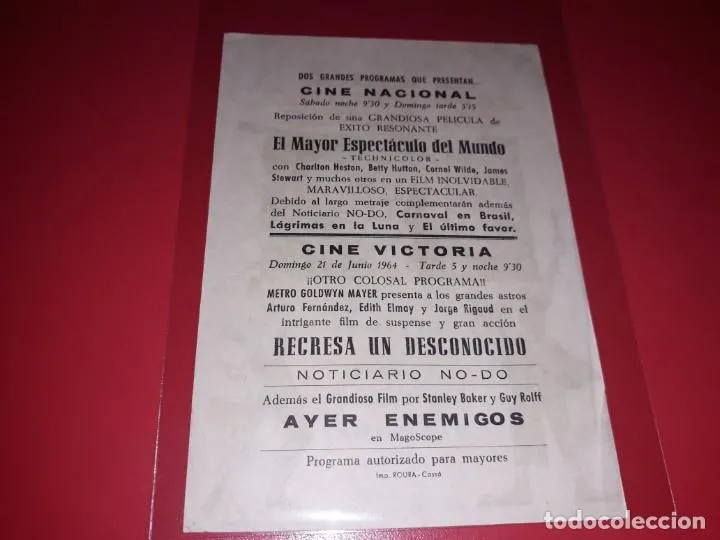 DOS GRANDES PROGRAMAS QUE PRESENTAN...
CINE NACIONAL
Sábado noche 9'30 y Domingo tarde 5'15
Reposición de una GRANDIOSA PELICULA de
EXITO RESONANTE
El Mayor Espectáculo del Mundo
- TECHNICOLOR -
con Charlton Heston, Betty Hutton, Cornel Wilde, James
Stewart y muchos otros en un FILM INOLVIDABLE,
MARAVILLOSO, ESPECTACULAR.
Debido al largo metraje complementarán además
del Noticiario NO-DO, Carnaval en Brasil,
Lágrimas en la Luna y El último favor.
CINE VICTORIA
Domingo 21 de Junio 1964 - Tarde 5 y noche 9'30
¡¡OTRO COLOSAL PROGRAMA!!
METRO GOLDWYN MAYER presenta a los grandes astros
Arturo Fernández, Edith Elmay y Jorge Rigaud en el
intrigante film de suspense y gran acción
RECRESA UN DESCONOCIDO
NOTICIARIO NO-DO
Además el Grandioso Film por Stanley Baker y Guy Rolff
AYER ENEMIGOS
en MagoScope
Programa autorizado para mayores
Imp. ROURA - Cassá
todocoleccion